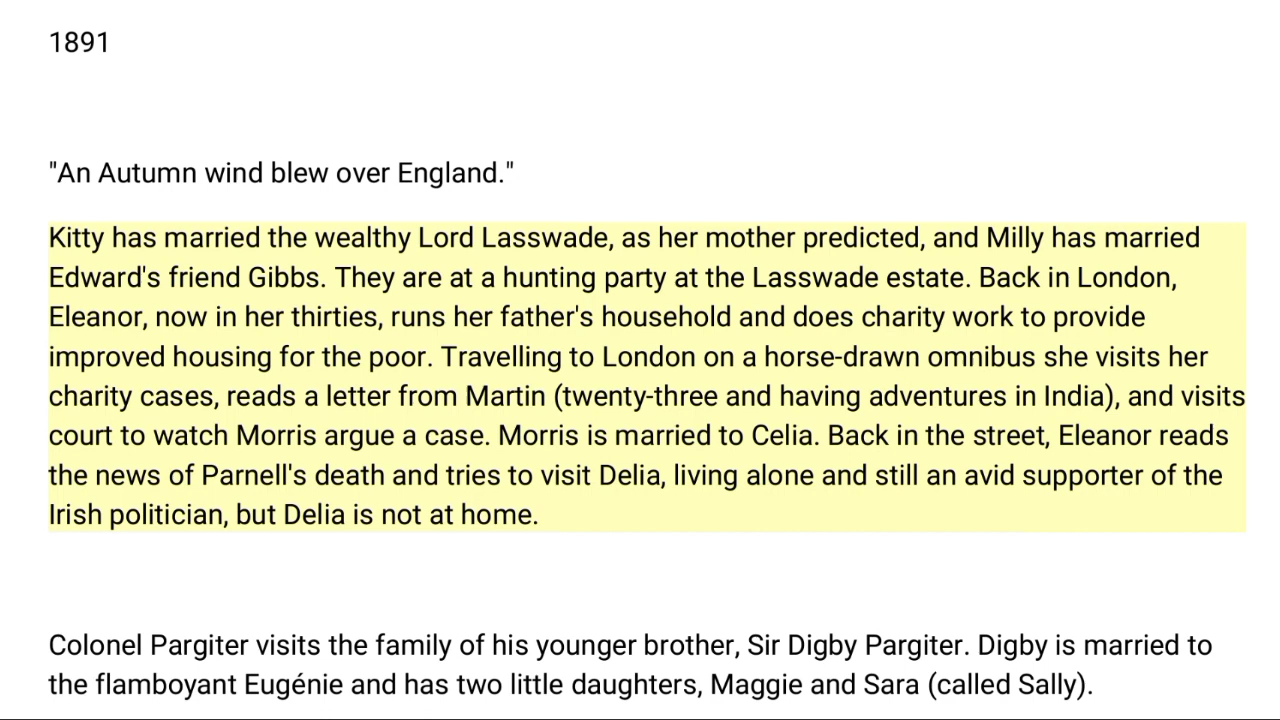 1891
"An Autumn wind blew over England."
Kitty has married the wealthy Lord Lasswade, as her mother predicted, and Milly has married
Edward's friend Gibbs. They are at a hunting party at the Lasswade estate. Back in London,
Eleanor, now in her thirties, runs her father's household and does charity work to provide
improved housing for the poor. Travelling to London on a horse-drawn omnibus she visits her
charity cases, reads a letter from Martin (twenty-three and having adventures in India), and visits
court to watch Morris argue a case. Morris is married to Celia. Back in the street, Eleanor reads
the news of Parnell's death and tries to visit Delia, living alone and still an avid supporter of the
Irish politician, but Delia is not at home.
Colonel Pargiter visits the family of his younger brother, Sir Digby Pargiter. Digby is married to
the flamboyant Eugénie and has two little daughters, Maggie and Sara (called Sally).